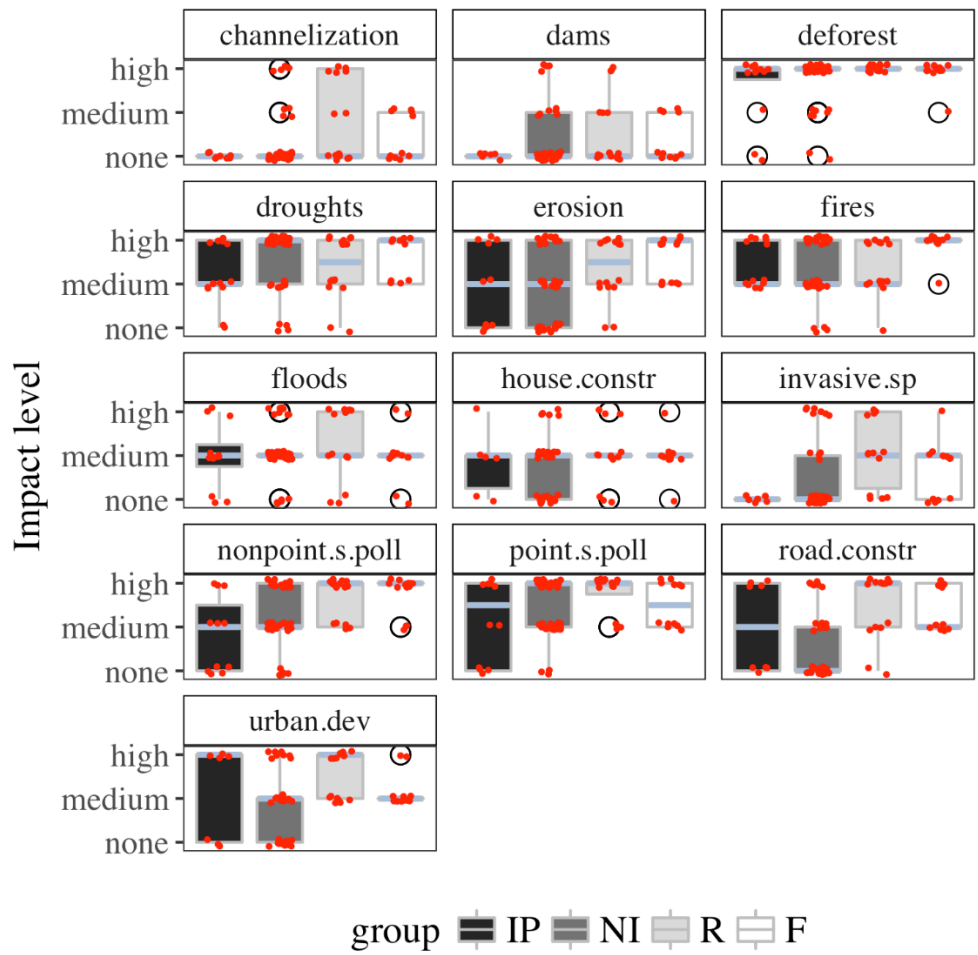 channelization dams deforest
high
medium
none
droughts erosion fires
high
medium
none
floods house.constr invasive.sp
high
medium
none
nonpoint.s.poll point.s.poll road.constr
high
medium
none
urban.dev
high
medium
none
Impact level
group IP NI R F